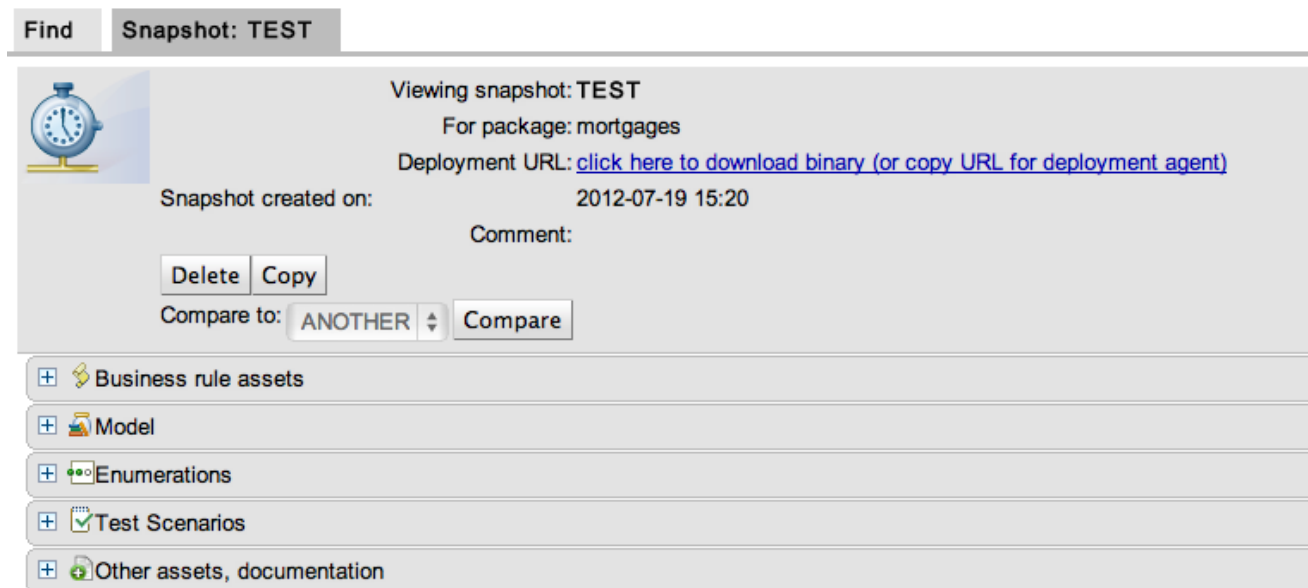 Find Snapshot: TEST
Viewing snapshot: TEST
For package: mortgages
Deployment URL: click here to download binary (or copy URL for deployment agent)
Snapshot created on: 2012-07-19 15:20
Comment:
Delete Copy
Compare to: ANOTHER Compare
Business rule assets
Model
Enumerations
Test Scenarios
Other assets, documentation